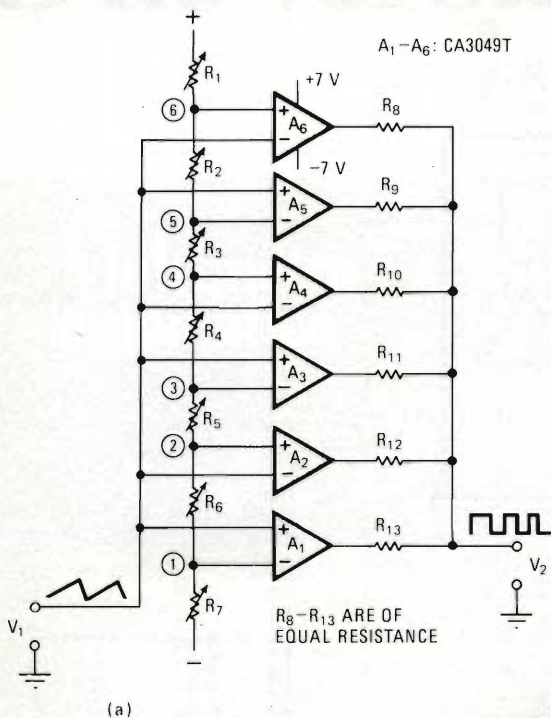 +
A₁–A₆: CA3049T
R₁
+7 V
⑥
+
−
A₆
R₈
R₂
−7 V
+
−
A₅
R₉
⑤
R₃
④
+
−
A₄
R₁₀
R₄
+
−
A₃
R₁₁
③
R₅
②
+
−
A₂
R₁₂
R₆
+
−
A₁
R₁₃
①
V₂
R₇
V₁
R₈–R₁₃ ARE OF
EQUAL RESISTANCE
−
(a)